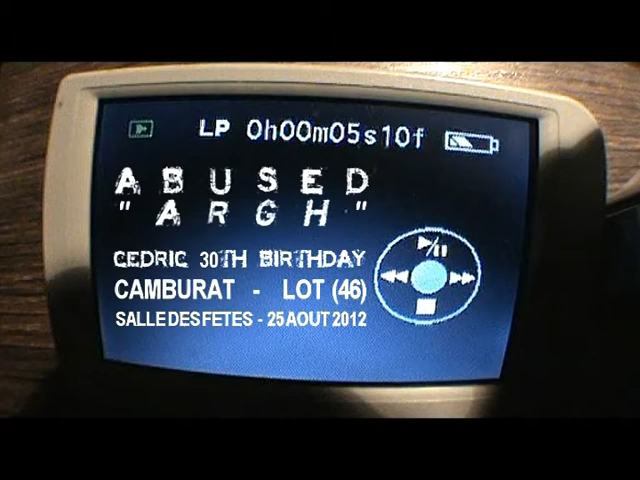 LP 0h00m05s10f
ABUSED
"ARGH"
CEDRIC 30TH BIRTHDAY
CAMBURAT - LOT (46)
SALLE DES FETES - 25 AOUT 2012